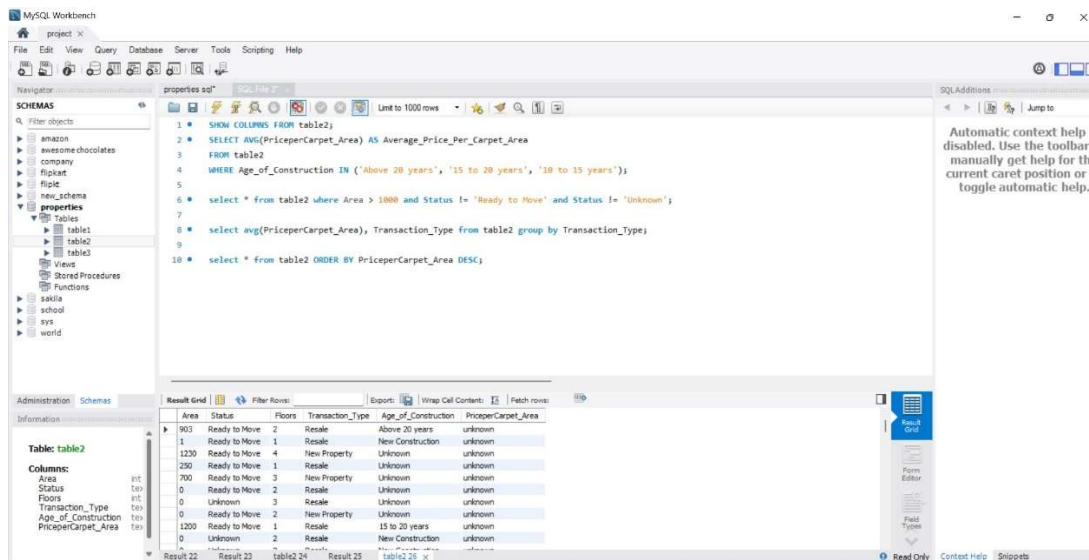 MySQL Workbench
project
File Edit View Query Database Server Tools Scripting Help
Navigator
SCHEMAS
Filter objects
amazon
awesome chocolates
company
flipkart
new_schema
properties
Tables
table1
table2
table3
Views
Stored Procedures
Functions
sakila
school
sys
world
Administration Schemas
Information
Table: table2
Columns:
Area int
Status tex
Floors int
Transaction_Type tex
Age_of_Construction tex
PriceperCarpet_Area tex
properties sql* SQL File 2*
Limit to 1000 rows
1 SHOW COLUMNS FROM table2;
2 SELECT AVG(PriceperCarpet_Area) AS Average_Price_Per_Carpet_Area
3 FROM table2
4 WHERE Age_of_Construction IN ('Above 20 years', '15 to 20 years', '10 to 15 years');
5
6 select * from table2 where Area > 1000 and Status != 'Ready to Move' and Status != 'Unknown';
7
8 select avg(PriceperCarpet_Area), Transaction_Type from table2 group by Transaction_Type;
9
10 select * from table2 ORDER BY PriceperCarpet_Area DESC;
Result Grid Filter Rows: Export: Wrap Cell Content: Fetch rows:
Area Status Floors Transaction_Type Age_of_Construction PriceperCarpet_Area
903 Ready to Move 2 Resale Above 20 years unknown
1 Ready to Move 1 Resale New Construction unknown
1230 Ready to Move 4 New Property Unknown unknown
250 Ready to Move 1 Resale Unknown unknown
700 Ready to Move 3 New Property Unknown unknown
0 Ready to Move 2 Resale Unknown unknown
0 Unknown 3 Resale Unknown unknown
0 Ready to Move 2 New Property Unknown unknown
1200 Ready to Move 1 Resale 15 to 20 years unknown
0 Unknown 2 Resale Unknown unknown
Result 22 Result 23 table2 24 Result 25 table2 26
Result Grid
Form Editor
Field Types
Read Only
SQLAdditions
Jump to
Automatic context help
disabled. Use the toolbar
manually get help for th
current caret position or
toggle automatic help.
Context Help Snippets